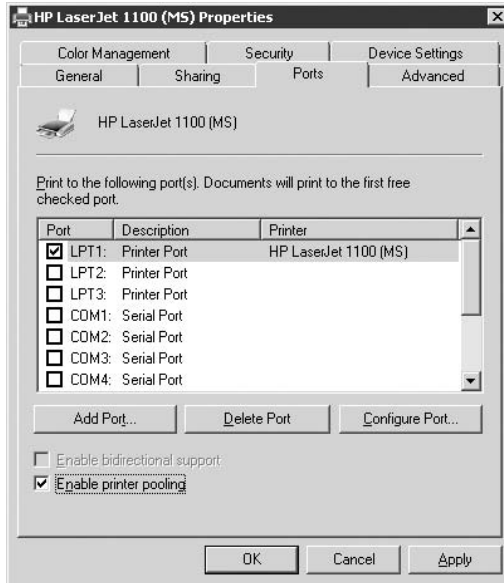 HP LaserJet 1100 (MS) Properties
Color Management Security Device Settings
General Sharing Ports Advanced
HP LaserJet 1100 (MS)
Print to the following port(s). Documents will print to the first free
checked port.
Port Description Printer
LPT1: Printer Port HP LaserJet 1100 (MS)
LPT2: Printer Port
LPT3: Printer Port
COM1: Serial Port
COM2: Serial Port
COM3: Serial Port
COM4: Serial Port
Add Port... Delete Port Configure Port...
Enable bidirectional support
Enable printer pooling
OK Cancel Apply